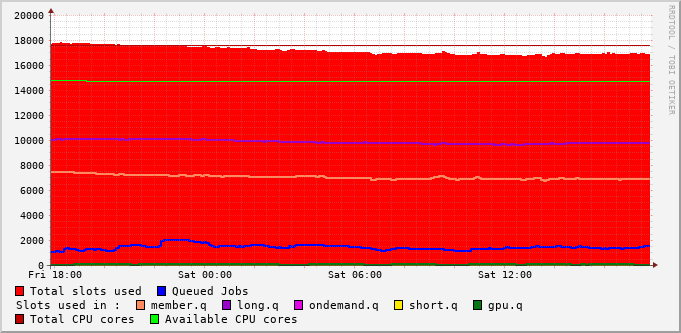 RRDTOOL / TOBI OETIKER
20000
18000
16000
14000
12000
10000
8000
6000
4000
2000
0
Fri 18:00 Sat 00:00 Sat 06:00 Sat 12:00
Total slots used Queued Jobs
Slots used in : member.q long.q ondemand.q short.q gpu.q
Total CPU cores Available CPU cores